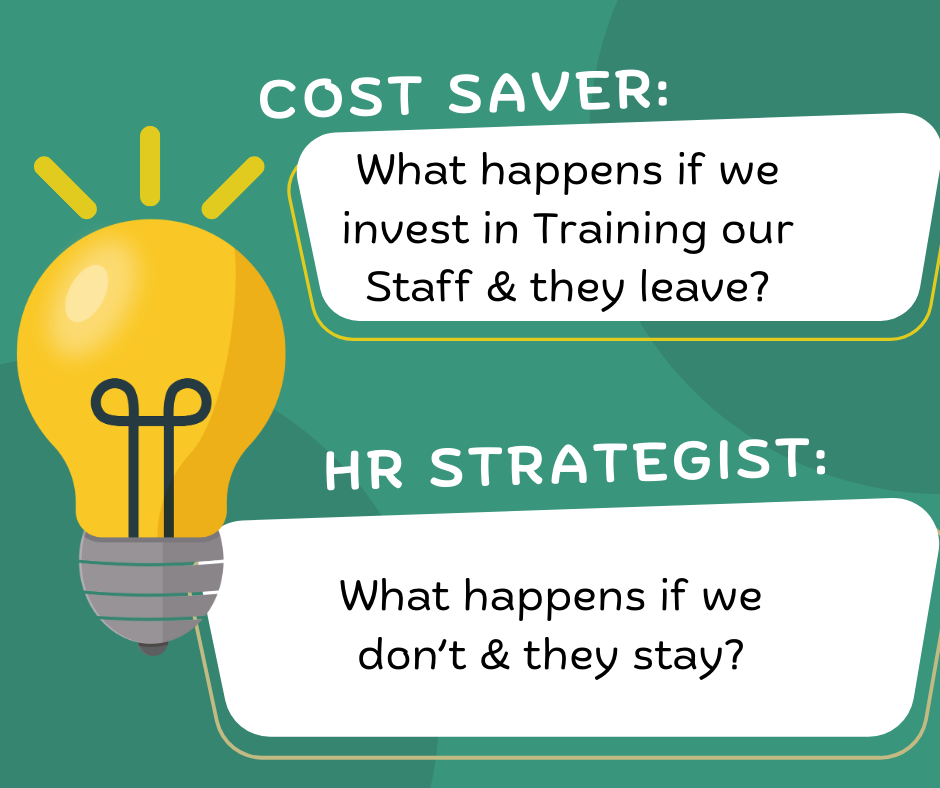 COST SAVER:
What happens if we
invest in Training our
Staff & they leave?
HR STRATEGIST:
What happens if we
don't & they stay?